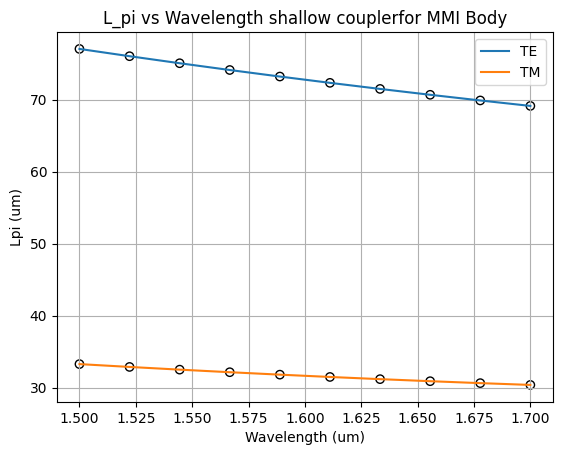 L_pi vs Wavelength shallow couplerfor MMI Body
TE
TM
Lpi (um)
70
60
50
40
30
1.500 1.525 1.550 1.575 1.600 1.625 1.650 1.675 1.700
Wavelength (um)